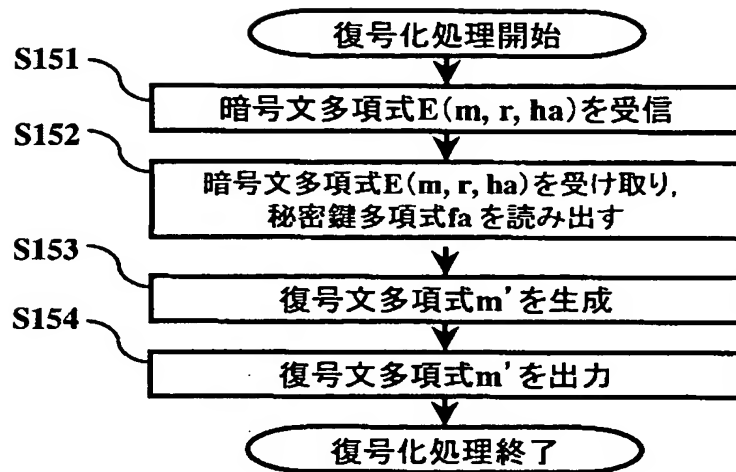 復号化処理開始
S151
暗号文多項式E(m, r, ha)を受信
S152
暗号文多項式E(m, r, ha)を受け取り,
秘密鍵多項式faを読み出す
S153
復号文多項式m'を生成
S154
復号文多項式m'を出力
復号化処理終了